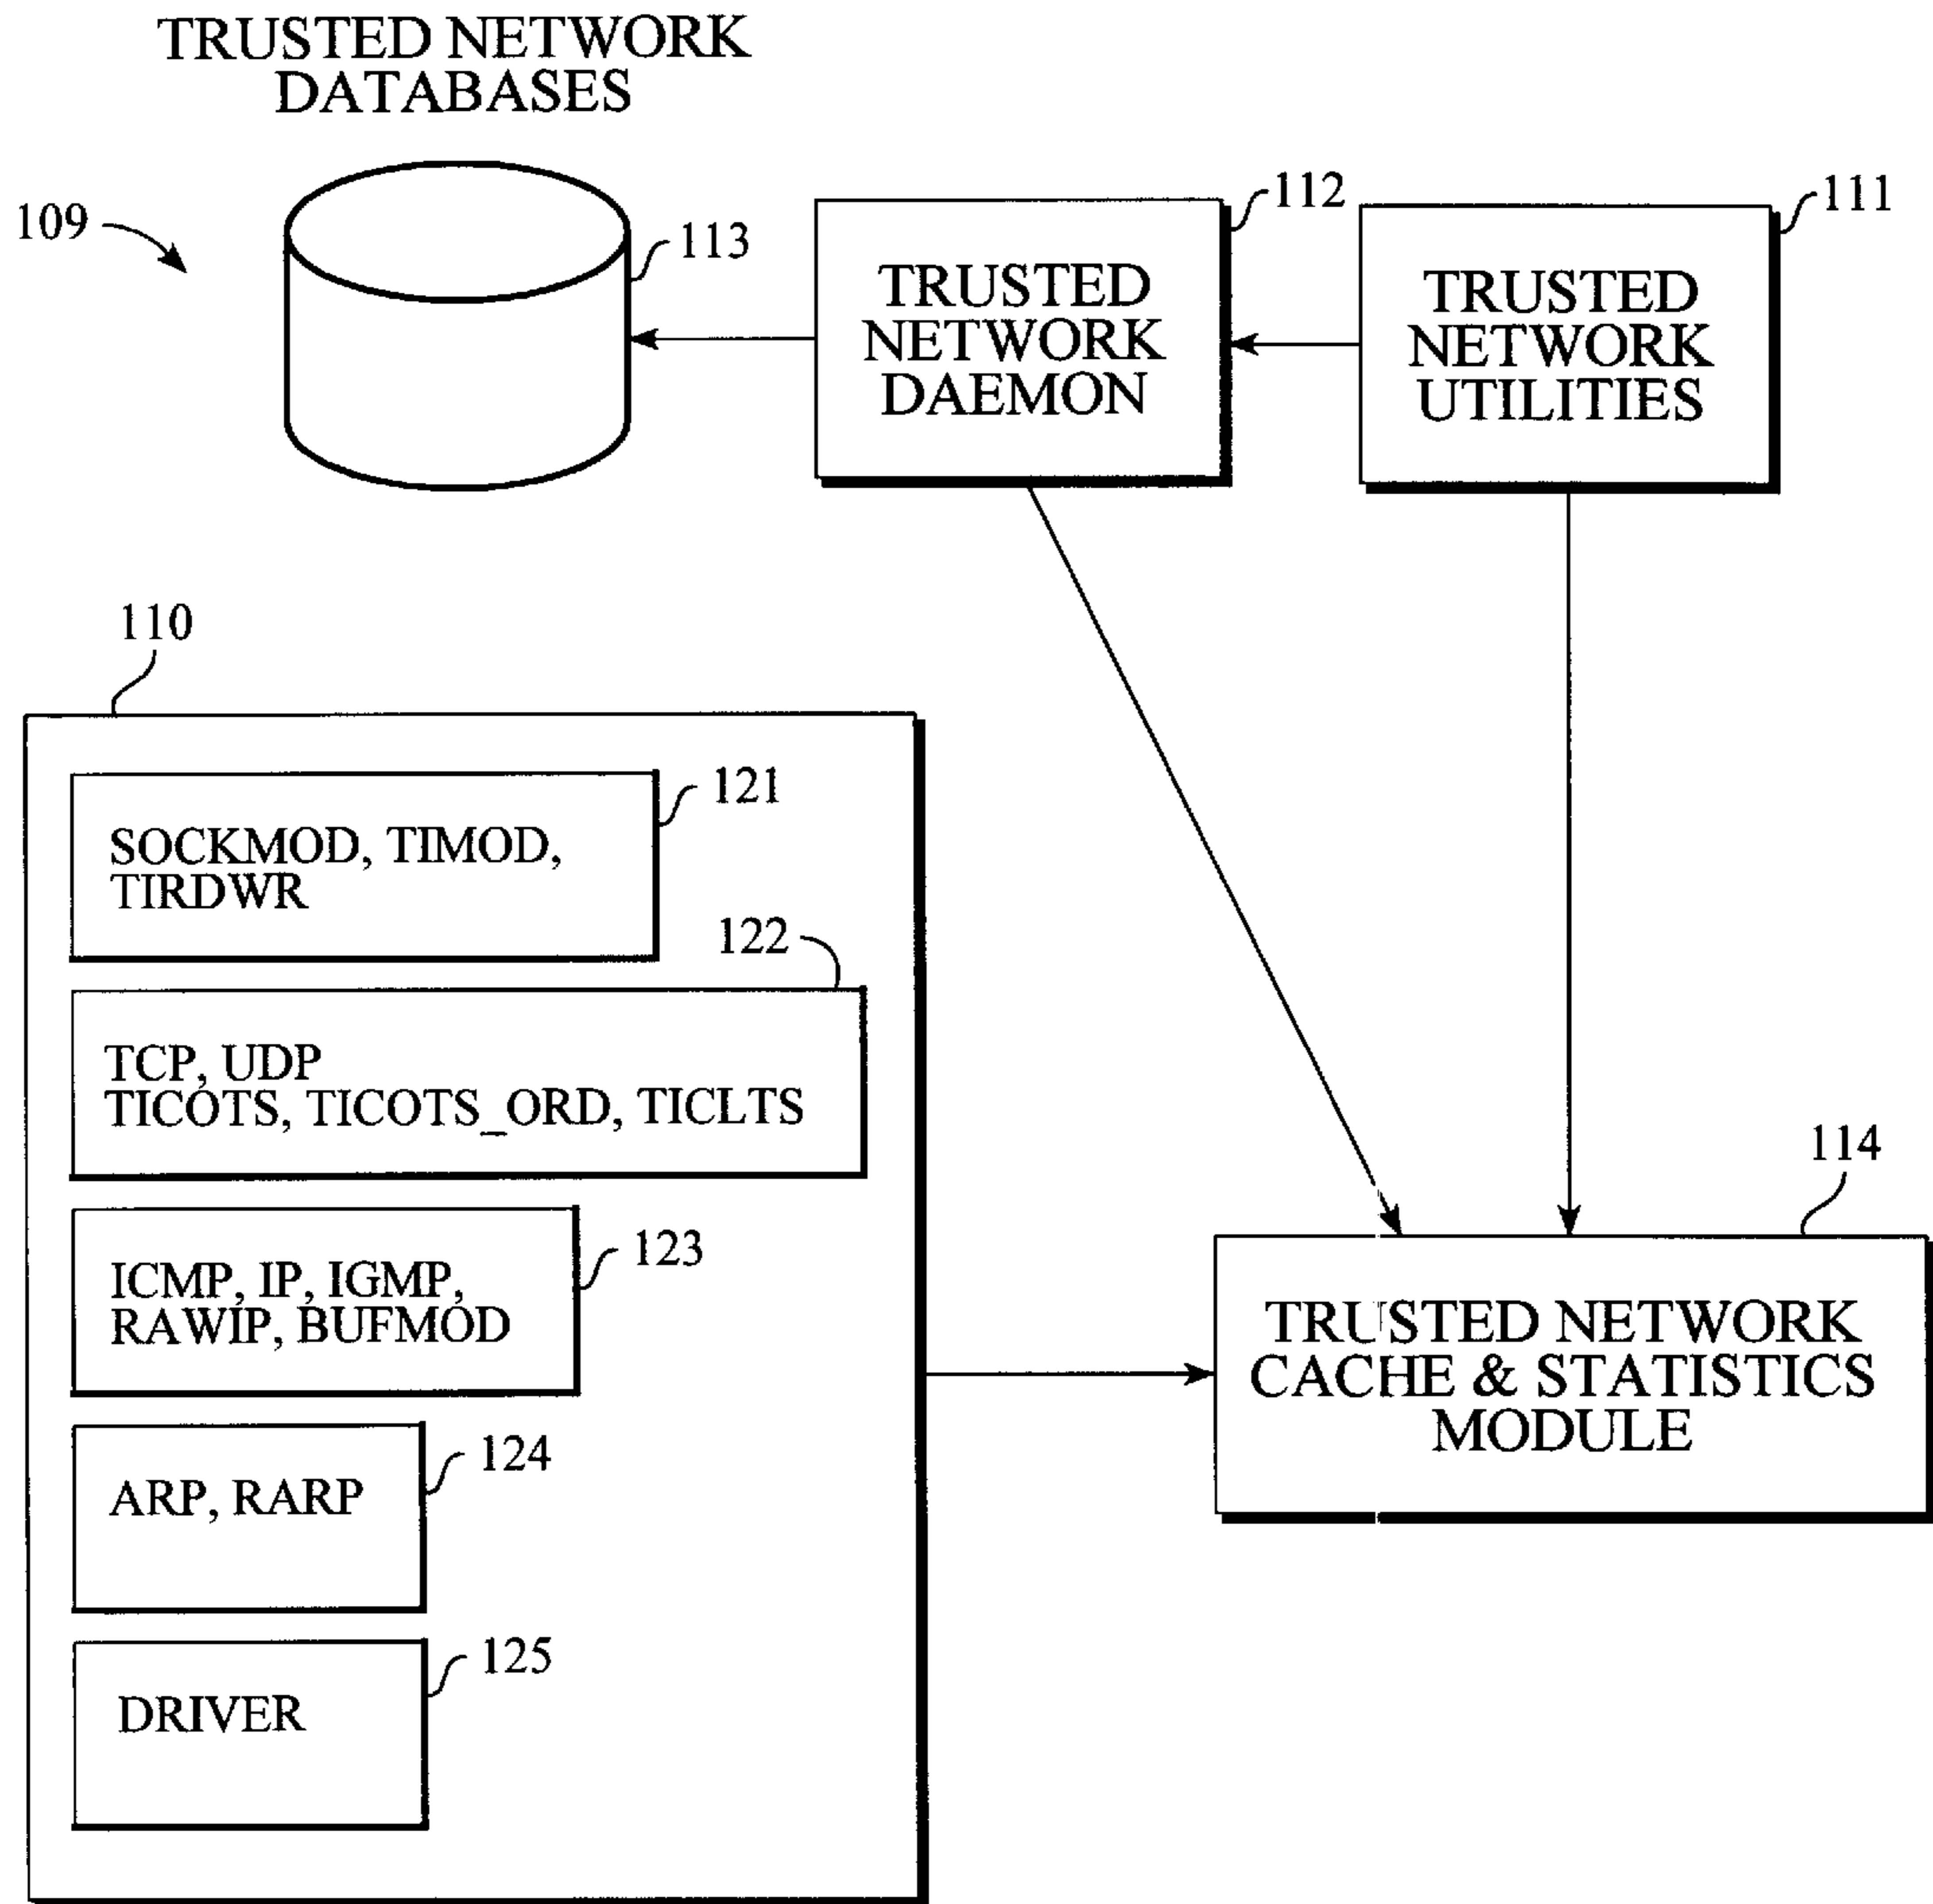 TRUSTED NETWORK
DATABASES
109
113
112
111
TRUSTED
NETWORK
DAEMON
TRUSTED
NETWORK
UTILITIES
110
121
SOCKMOD, TIMOD,
TIRDWR
122
TCP, UDP
TICOTS, TICOTS_ORD, TICLTS
123
ICMP, IP, IGMP,
RAWIP, BUFMOD
124
ARP, RARP
125
DRIVER
114
TRUSTED NETWORK
CACHE & STATISTICS
MODULE